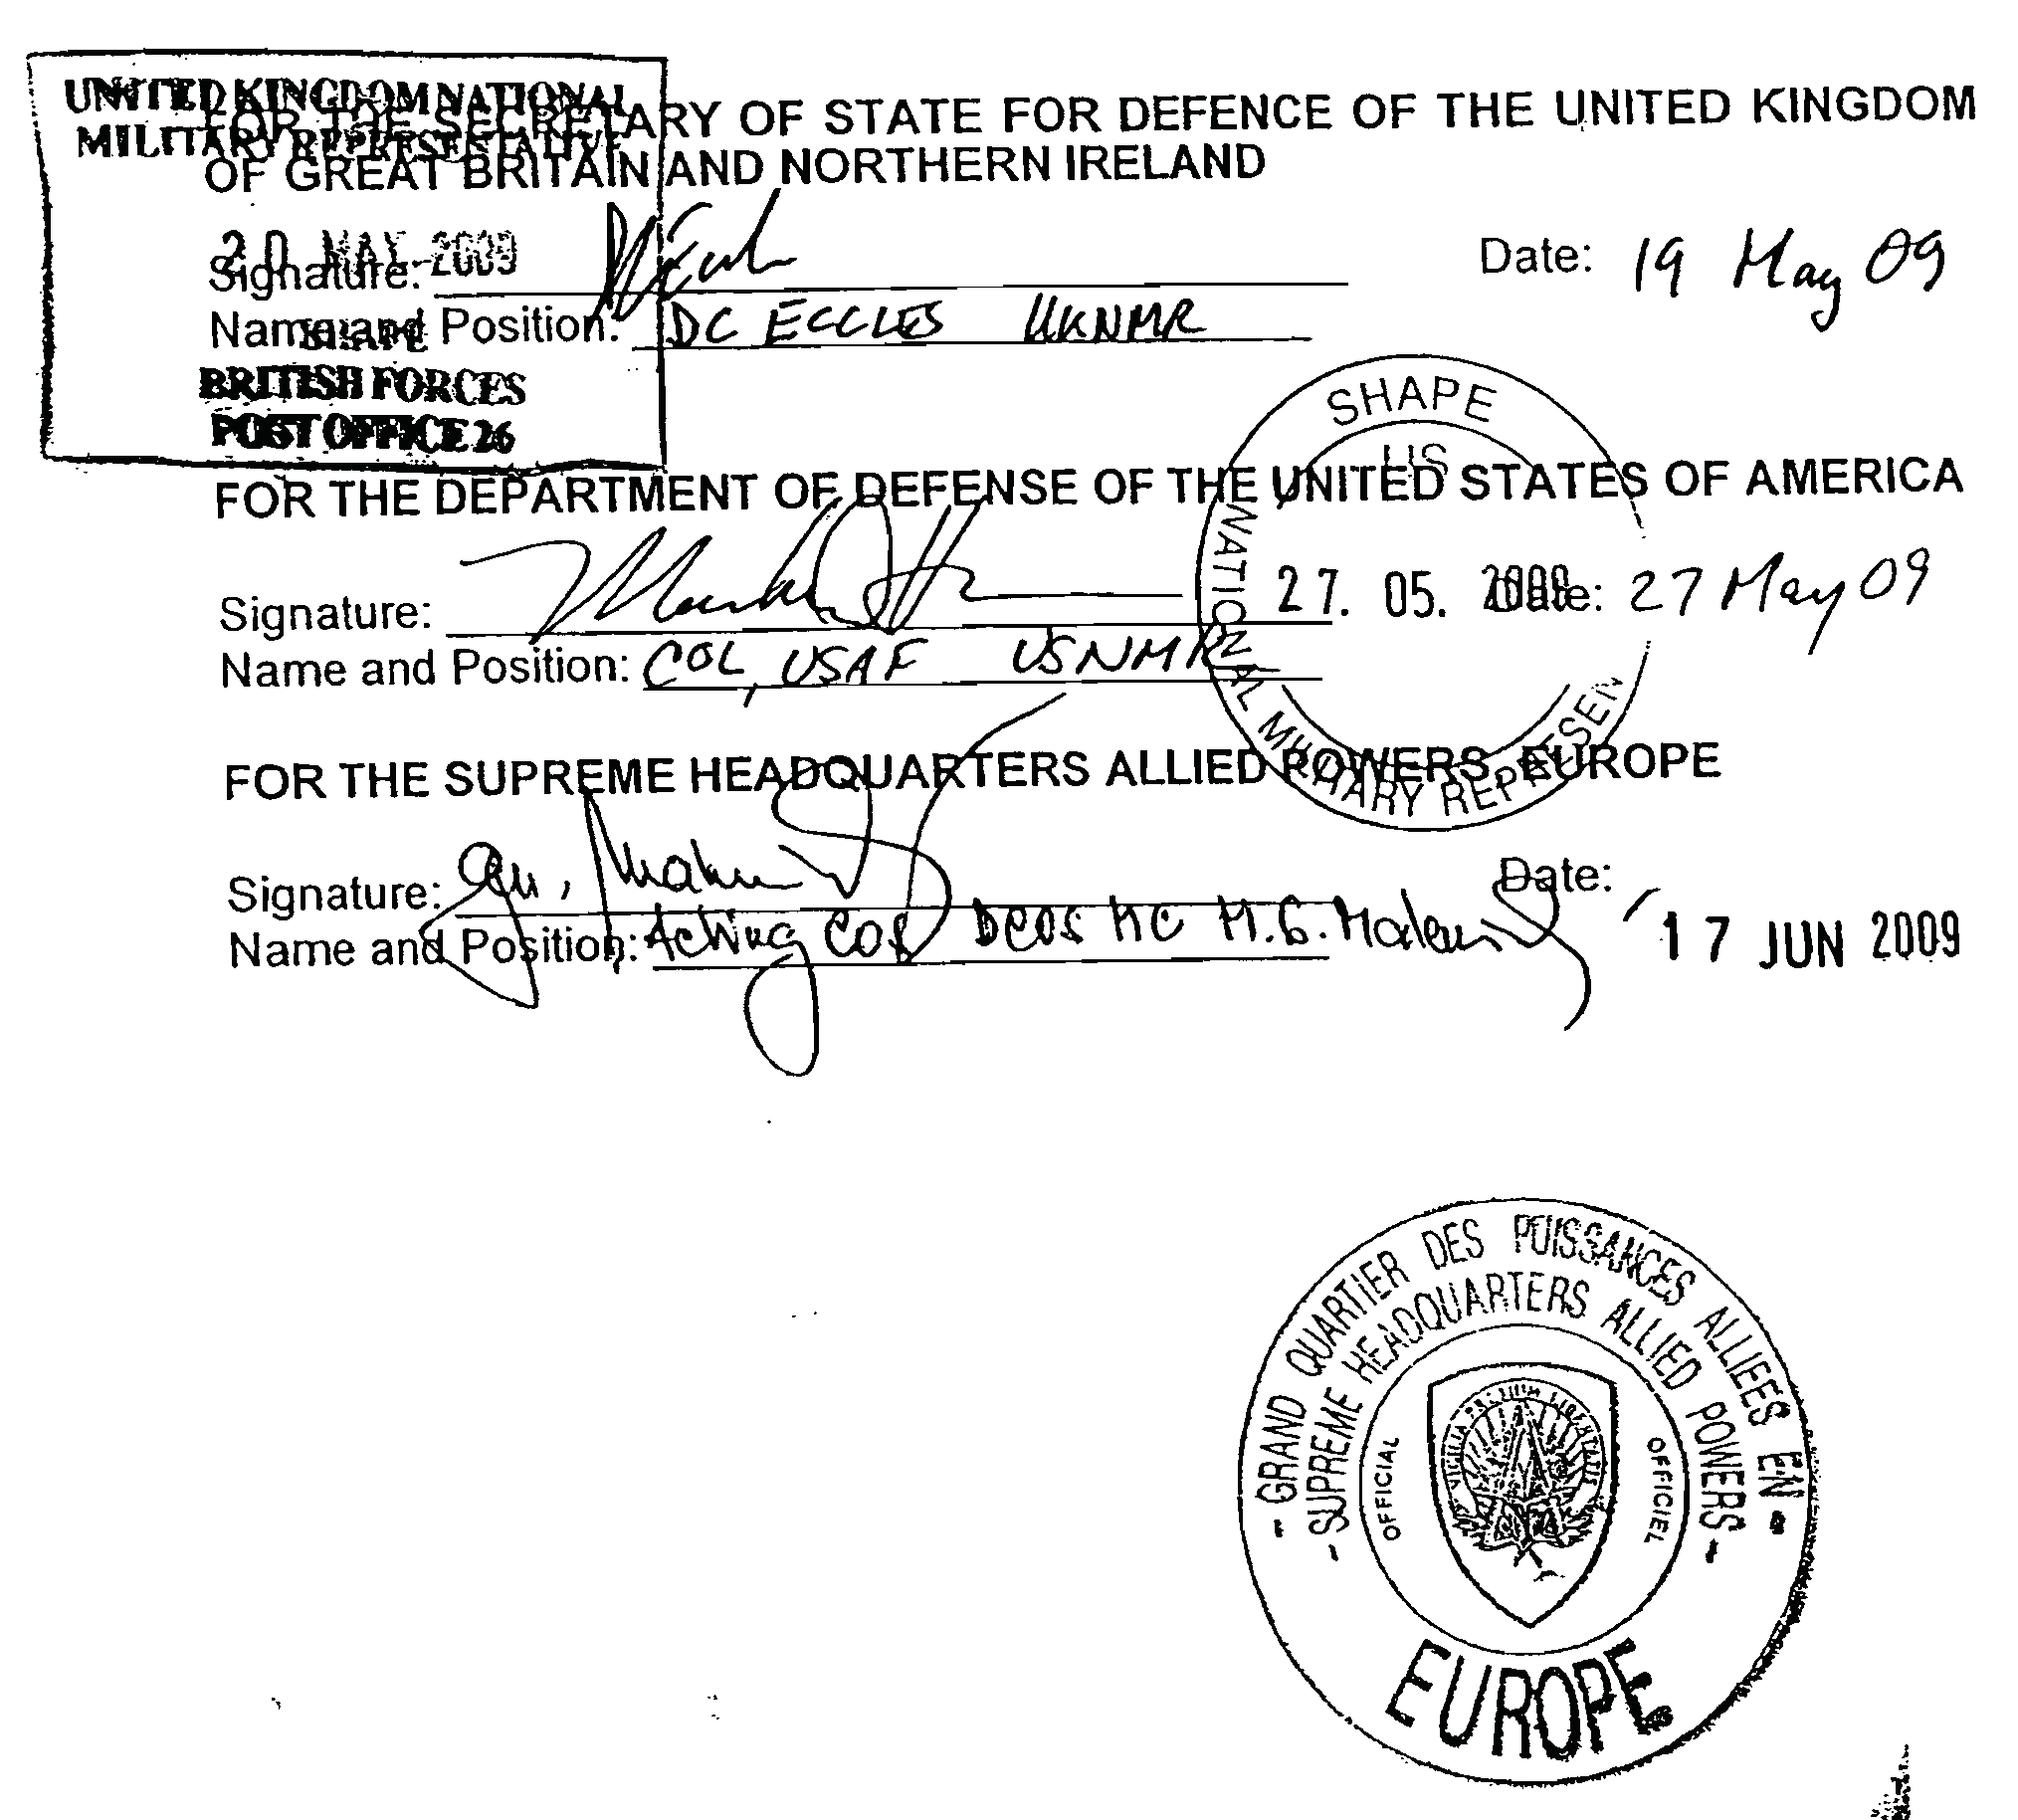 UNITED KINGDOM NATIONAL
MILITARY REPRESENTATIVE
20 MAY 2009
SHAPE
BRITISH FORCES
POST OFFICE 26
FOR THE SECRETARY OF STATE FOR DEFENCE OF THE UNITED KINGDOM
OF GREAT BRITAIN AND NORTHERN IRELAND
Signature: Date: 19 May 09
Name and Position: DC ECCLES UKNMR
FOR THE DEPARTMENT OF DEFENSE OF THE UNITED STATES OF AMERICA
Signature: Date: 27 May 09
Name and Position: COL, USAF USNMR
SHAPE
US
NATIONAL MILITARY REPRESEN
27. 05. 2009
FOR THE SUPREME HEADQUARTERS ALLIED POWERS, EUROPE
Signature: Date: 17 JUN 2009
Name and Position: Acting COS DCOS
- GRAND QUARTIER DES PUISSANCES ALLIEES EN -
- SUPREME HEADQUARTERS ALLIED POWERS -
OFFICIAL
OFFICIEL
VIGILIA PRETIUM LIBERTATIS
EUROPE